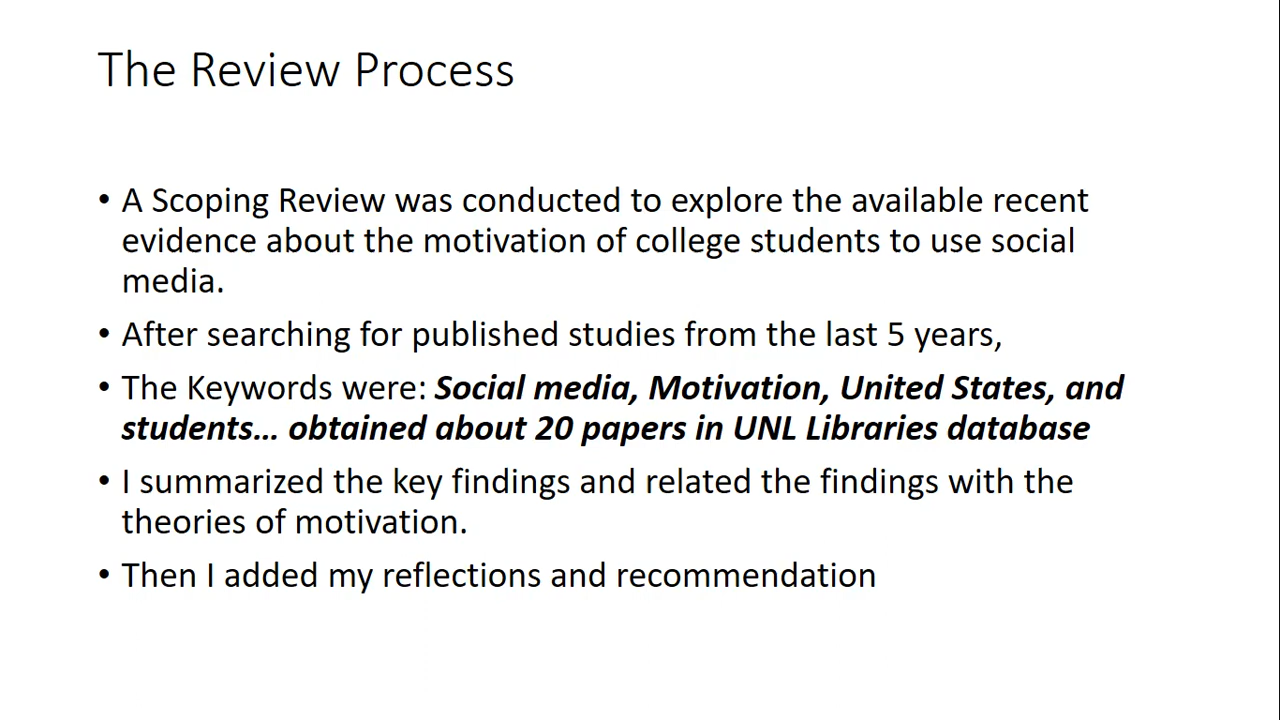 The Review Process
• A Scoping Review was conducted to explore the available recent
evidence about the motivation of college students to use social
media.
• After searching for published studies from the last 5 years,
• The Keywords were: Social media, Motivation, United States, and
students… obtained about 20 papers in UNL Libraries database
• I summarized the key findings and related the findings with the
theories of motivation.
• Then I added my reflections and recommendation